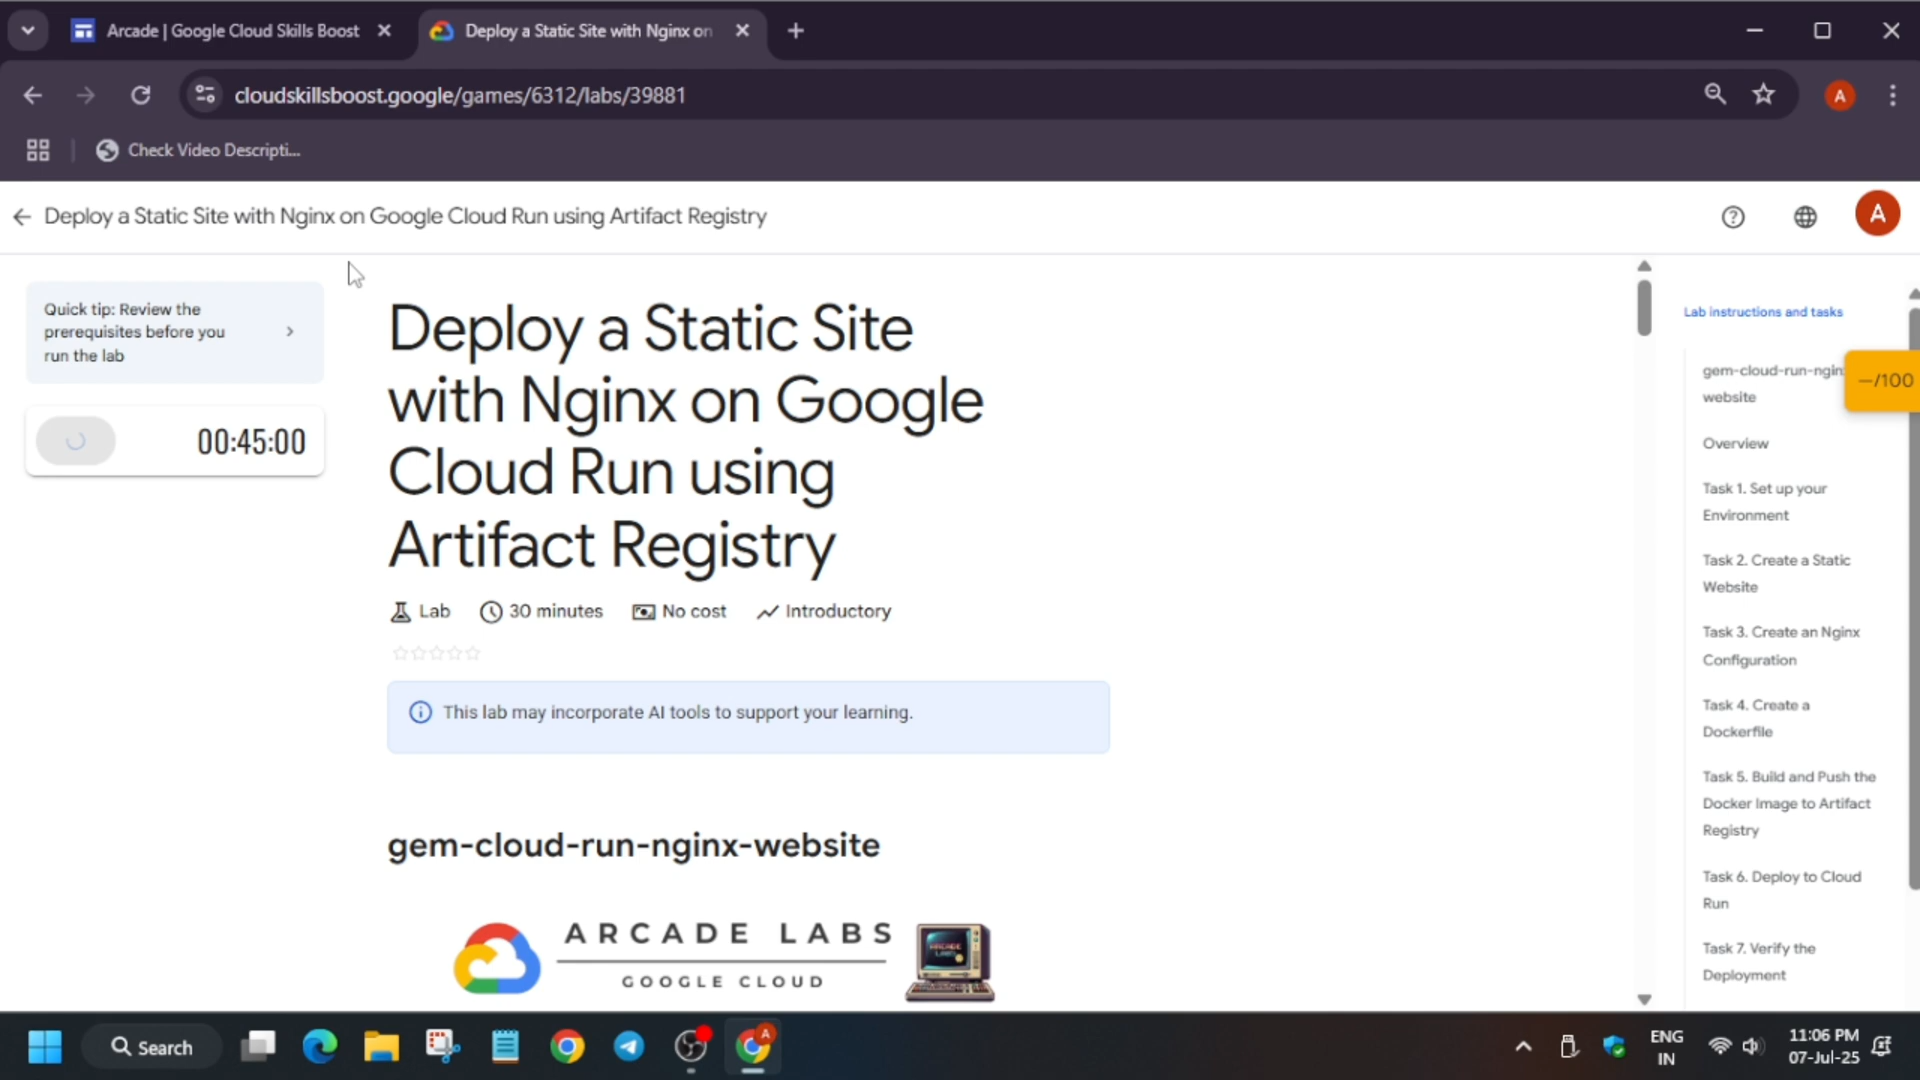 Arcade | Google Cloud Skills Boost
Deploy a Static Site with Nginx on
cloudskillsboost.google/games/6312/labs/39881
A
Check Video Descripti...
Deploy a Static Site with Nginx on Google Cloud Run using Artifact Registry
A
Quick tip: Review the
prerequisites before you
run the lab
00:45:00
Deploy a Static Site
with Nginx on Google
Cloud Run using
Artifact Registry
Lab
30 minutes
No cost
Introductory
This lab may incorporate AI tools to support your learning.
gem-cloud-run-nginx-website
ARCADE LABS
GOOGLE CLOUD
Lab instructions and tasks
gem-cloud-run-nginx
website
–/100
Overview
Task 1. Set up your
Environment
Task 2. Create a Static
Website
Task 3. Create an Nginx
Configuration
Task 4. Create a
Dockerfile
Task 5. Build and Push the
Docker Image to Artifact
Registry
Task 6. Deploy to Cloud
Run
Task 7. Verify the
Deployment
Search
A
ENG
IN
11:06 PM
07-Jul-25